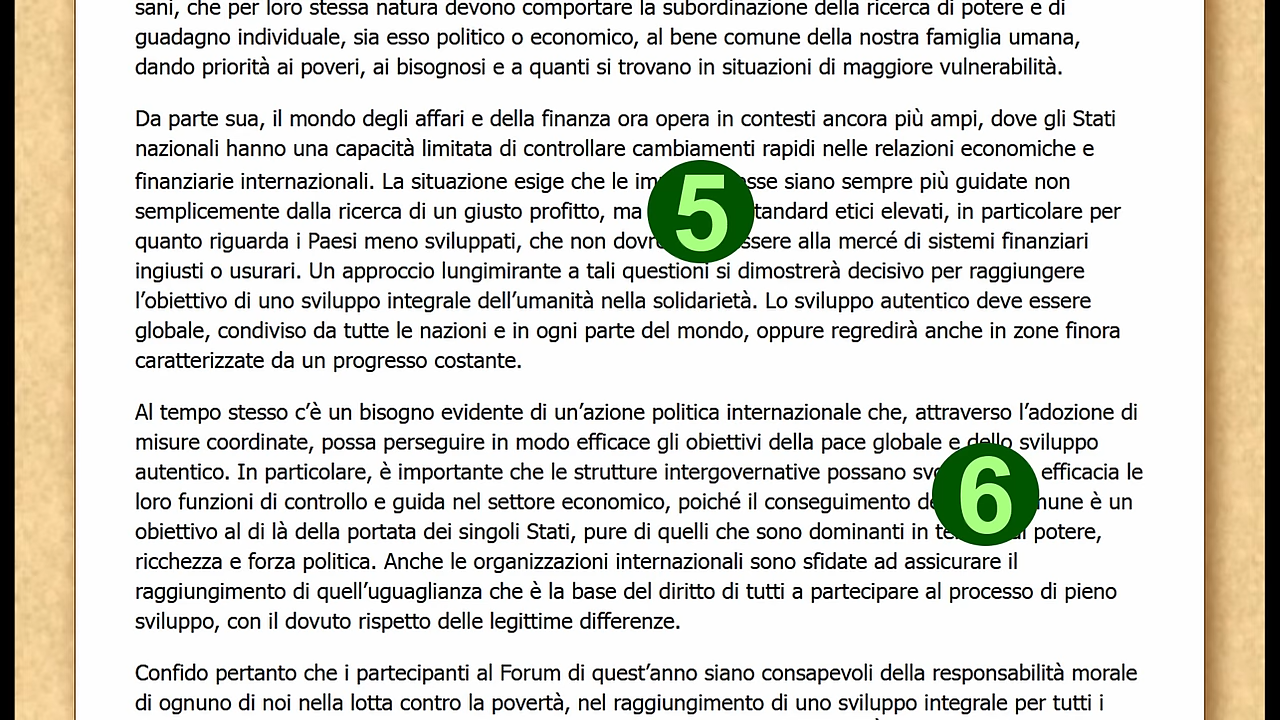 sani, che per loro stessa natura devono comportare la subordinazione della ricerca di potere e di
guadagno individuale, sia esso politico o economico, al bene comune della nostra famiglia umana,
dando priorità ai poveri, ai bisognosi e a quanti si trovano in situazioni di maggiore vulnerabilità.
Da parte sua, il mondo degli affari e della finanza ora opera in contesti ancora più ampi, dove gli Stati
nazionali hanno una capacità limitata di controllare cambiamenti rapidi nelle relazioni economiche e
finanziarie internazionali. La situazione esige che le siano sempre più guidate non
semplicemente dalla ricerca di un giusto profitto, ma 5 standard etici elevati, in particolare per
quanto riguarda i Paesi meno sviluppati, che non essere alla mercé di sistemi finanziari
ingiusti o usurari. Un approccio lungimirante a tali questioni si dimostrerà decisivo per raggiungere
l’obiettivo di uno sviluppo integrale dell’umanità nella solidarietà. Lo sviluppo autentico deve essere
globale, condiviso da tutte le nazioni e in ogni parte del mondo, oppure regredirà anche in zone finora
caratterizzate da un progresso costante.
Al tempo stesso c’è un bisogno evidente di un’azione politica internazionale che, attraverso l’adozione di
misure coordinate, possa perseguire in modo efficace gli obiettivi della pace globale e dello sviluppo
autentico. In particolare, è importante che le strutture intergovernative possano efficacia le
loro funzioni di controllo e guida nel settore economico, poiché il conseguimento 6 è un
obiettivo al di là della portata dei singoli Stati, pure di quelli che sono dominanti in potere,
ricchezza e forza politica. Anche le organizzazioni internazionali sono sfidate ad assicurare il
raggiungimento di quell’uguaglianza che è la base del diritto di tutti a partecipare al processo di pieno
sviluppo, con il dovuto rispetto delle legittime differenze.
Confido pertanto che i partecipanti al Forum di quest’anno siano consapevoli della responsabilità morale
di ognuno di noi nella lotta contro la povertà, nel raggiungimento di uno sviluppo integrale per tutti i